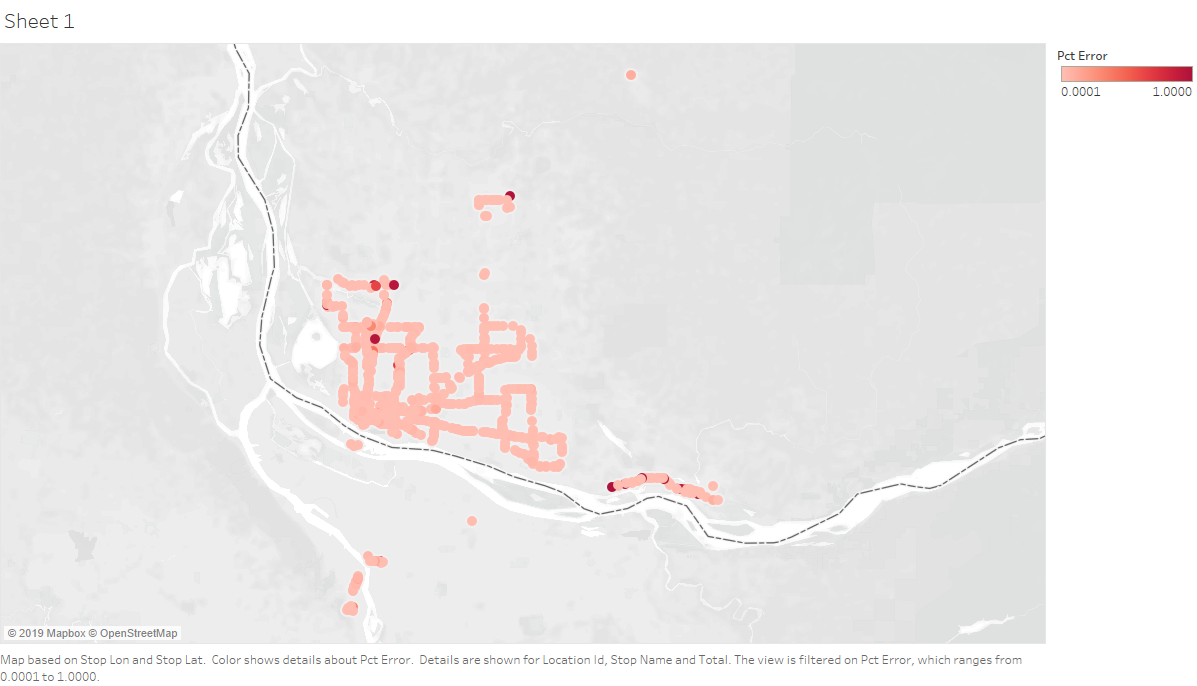 Sheet 1
Pct Error
0.0001 1.0000
© 2019 Mapbox © OpenStreetMap
Map based on Stop Lon and Stop Lat. Color shows details about Pct Error. Details are shown for Location Id, Stop Name and Total. The view is filtered on Pct Error, which ranges from
0.0001 to 1.0000.